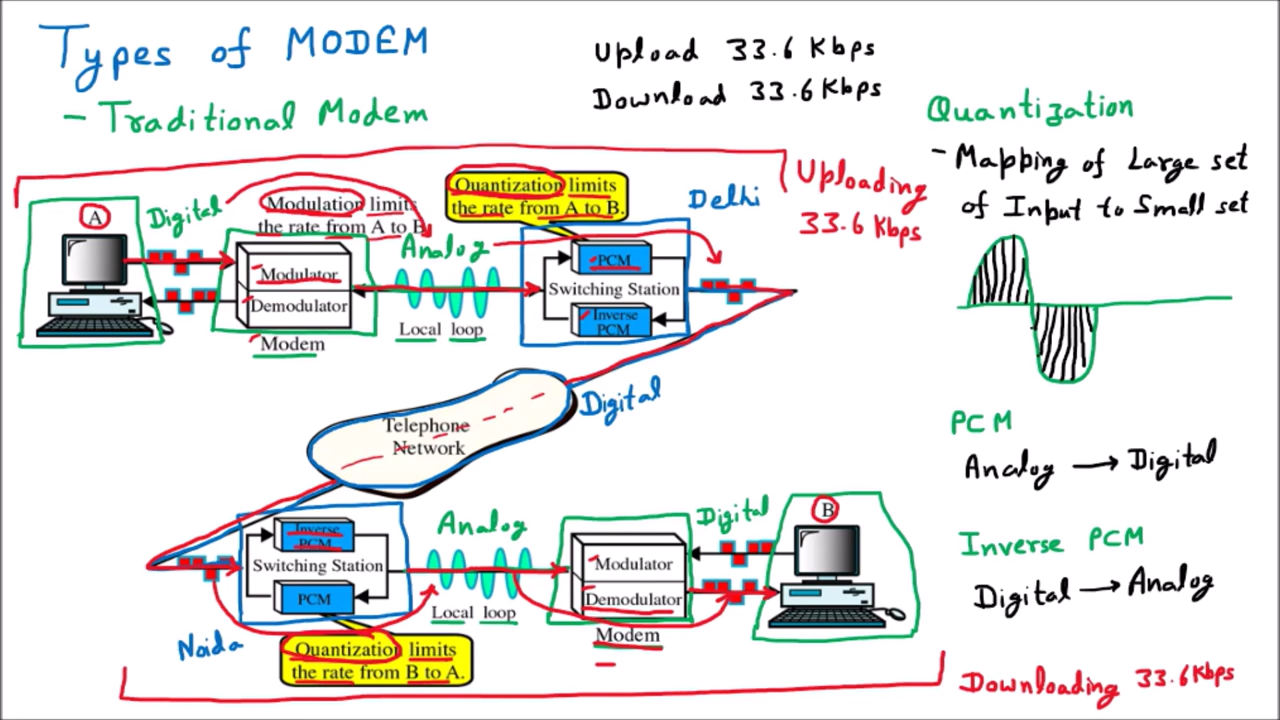 Types of MODEM
- Traditional Modem
Upload 33.6 Kbps
Download 33.6 Kbps
Quantization
- Mapping of Large set
of Input to Small set
Uploading
33.6 Kbps
A
Digital
Modulation limits
the rate from A to B.
Analog
Quantization limits
the rate from A to B.
Delhi
Modulator
Demodulator
Modem
Local loop
PCM
Switching Station
Inverse
PCM
Telephone
Network
Digital
PCM
Analog → Digital
Inverse PCM
Digital → Analog
Inverse
PCM
Switching Station
PCM
Noida
Quantization limits
the rate from B to A.
Analog
Local loop
Modulator
Demodulator
Modem
Digital
B
Downloading 33.6 Kbps